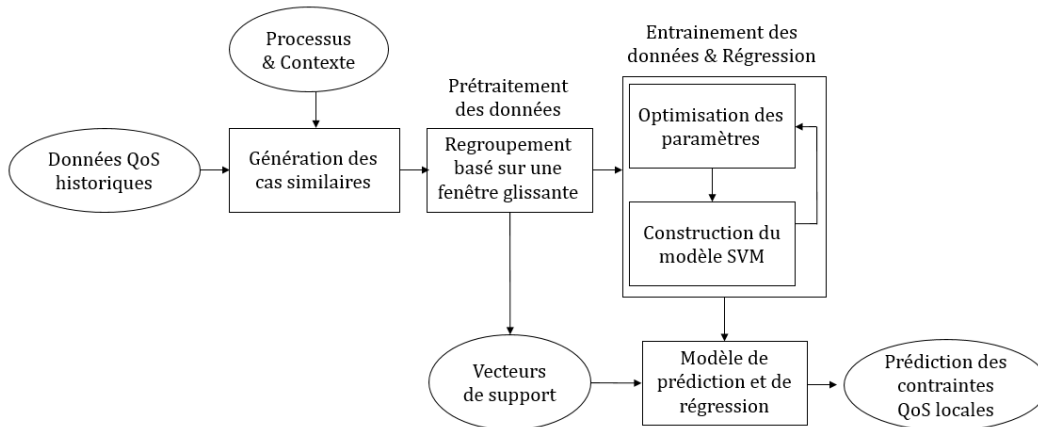 Processus
& Contexte
Données QoS
historiques
Génération des
cas similaires
Prétraitement
des données
Regroupement
basé sur une
fenêtre glissante
Entrainement des
données & Régression
Optimisation des
paramètres
Construction du
modèle SVM
Vecteurs
de support
Modèle de
prédiction et de
régression
Prédiction des
contraintes
QoS locales